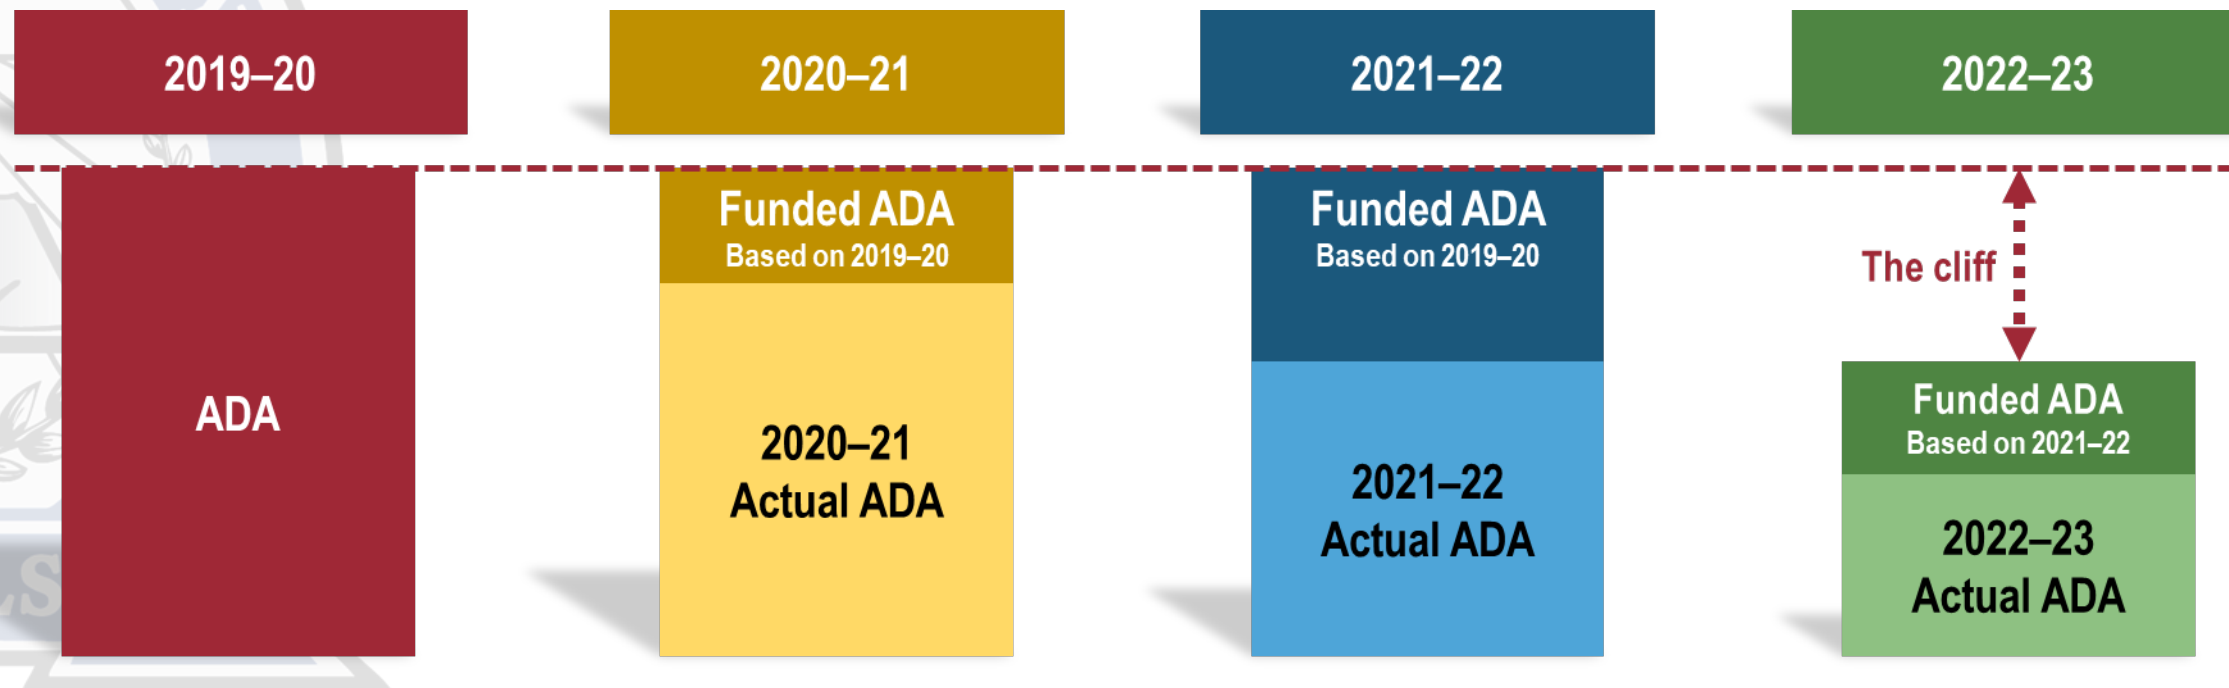 2019–20
2020–21
2021–22
2022–23
ADA
Funded ADA
Based on 2019–20
2020–21
Actual ADA
Funded ADA
Based on 2019–20
2021–22
Actual ADA
The cliff
Funded ADA
Based on 2021–22
2022–23
Actual ADA